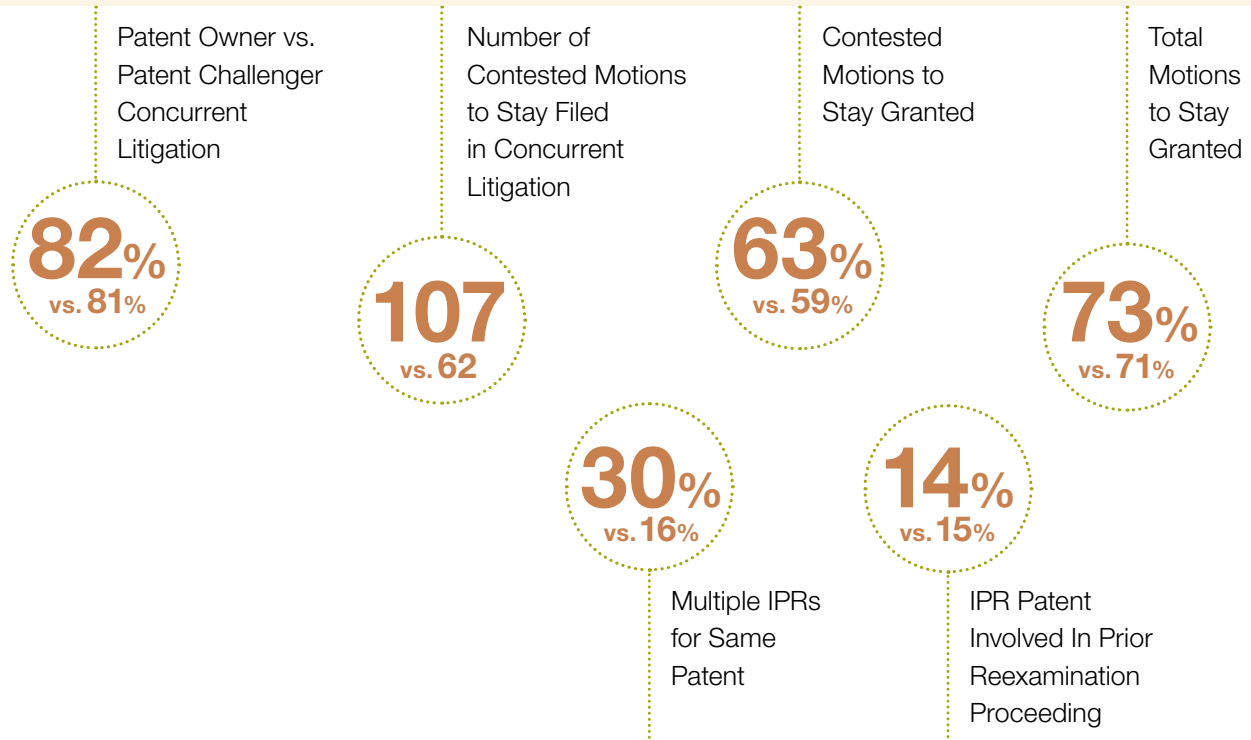 Patent Owner vs.
Patent Challenger
Concurrent
Litigation
82%
vs. 81%
Number of
Contested Motions
to Stay Filed
in Concurrent
Litigation
107
vs. 62
Contested
Motions to
Stay Granted
63%
vs. 59%
Total
Motions
to Stay
Granted
73%
vs. 71%
30%
vs. 16%
Multiple IPRs
for Same
Patent
14%
vs. 15%
IPR Patent
Involved In Prior
Reexamination
Proceeding